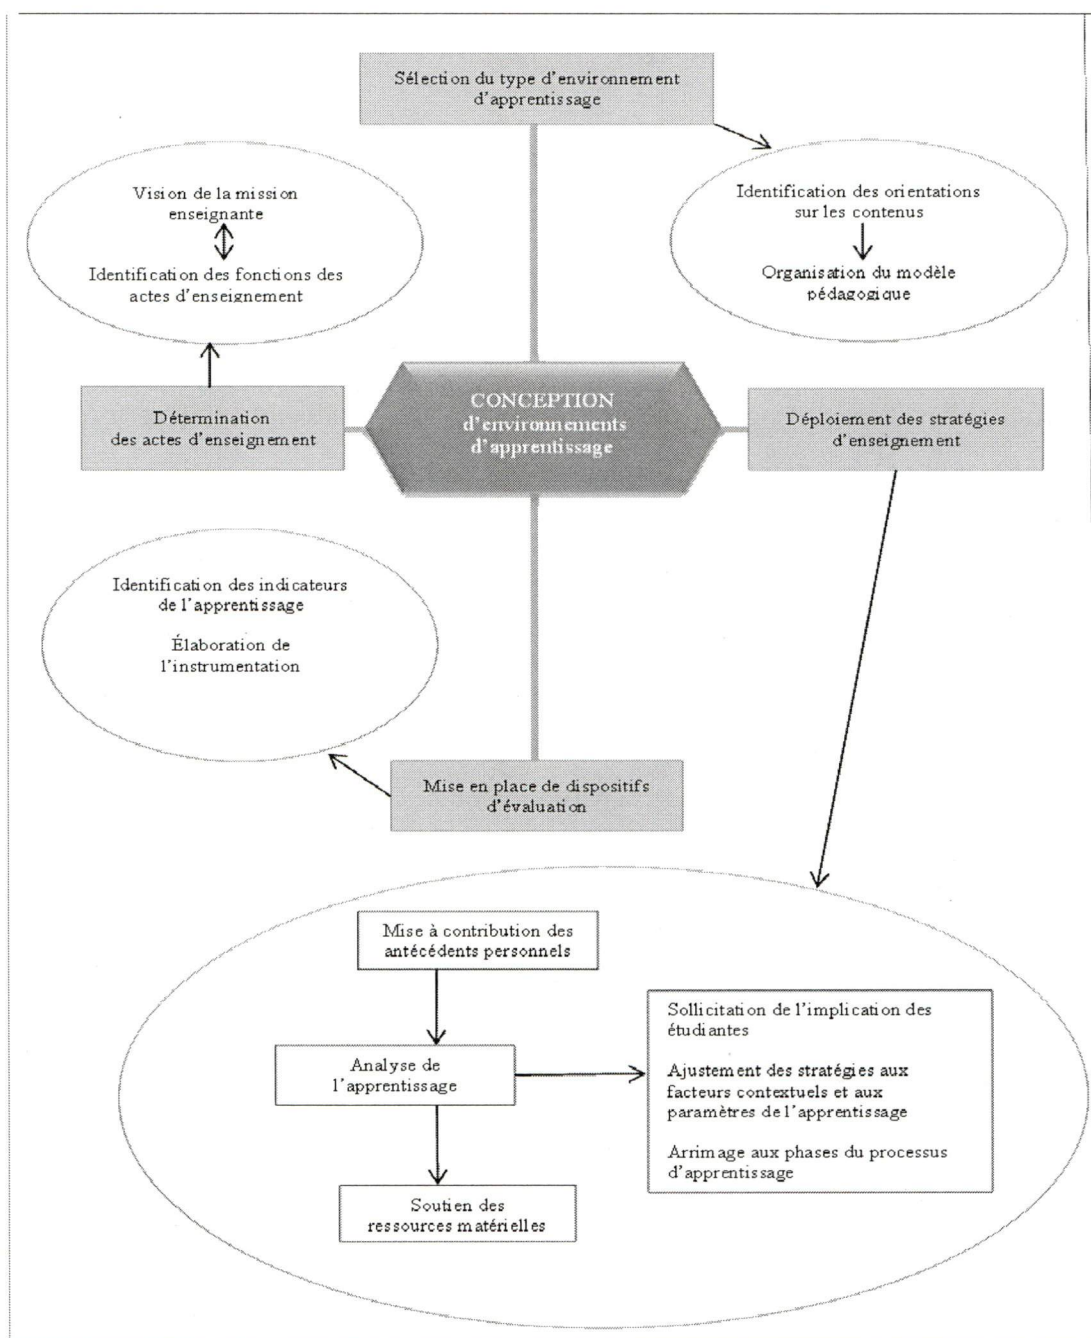 Sélection du type d'environnement
d'apprentissage
Vision de la mission
enseignante
Identification des fonctions des
actes d'enseignement
Identification des orientations
sur les contenus
Organisation du modèle
pédagogique
Détermination
des actes d'enseignement
CONCEPTION
d'environnements
d'apprentissage
Déploiement des stratégies
d'enseignement
Identification des indicateurs
de l'apprentissage
Élaboration de
l'instrumentation
Mise en place de dispositifs
d'évaluation
Mise à contribution des
antécédents personnels
Analyse de
l'apprentissage
Sollicitation de l'implication des
étudiantes
Ajustement des stratégies aux
facteurs contextuels et aux
paramètres de l'apprentissage
Arrimage aux phases du processus
d'apprentissage
Soutien des
ressources matérielles